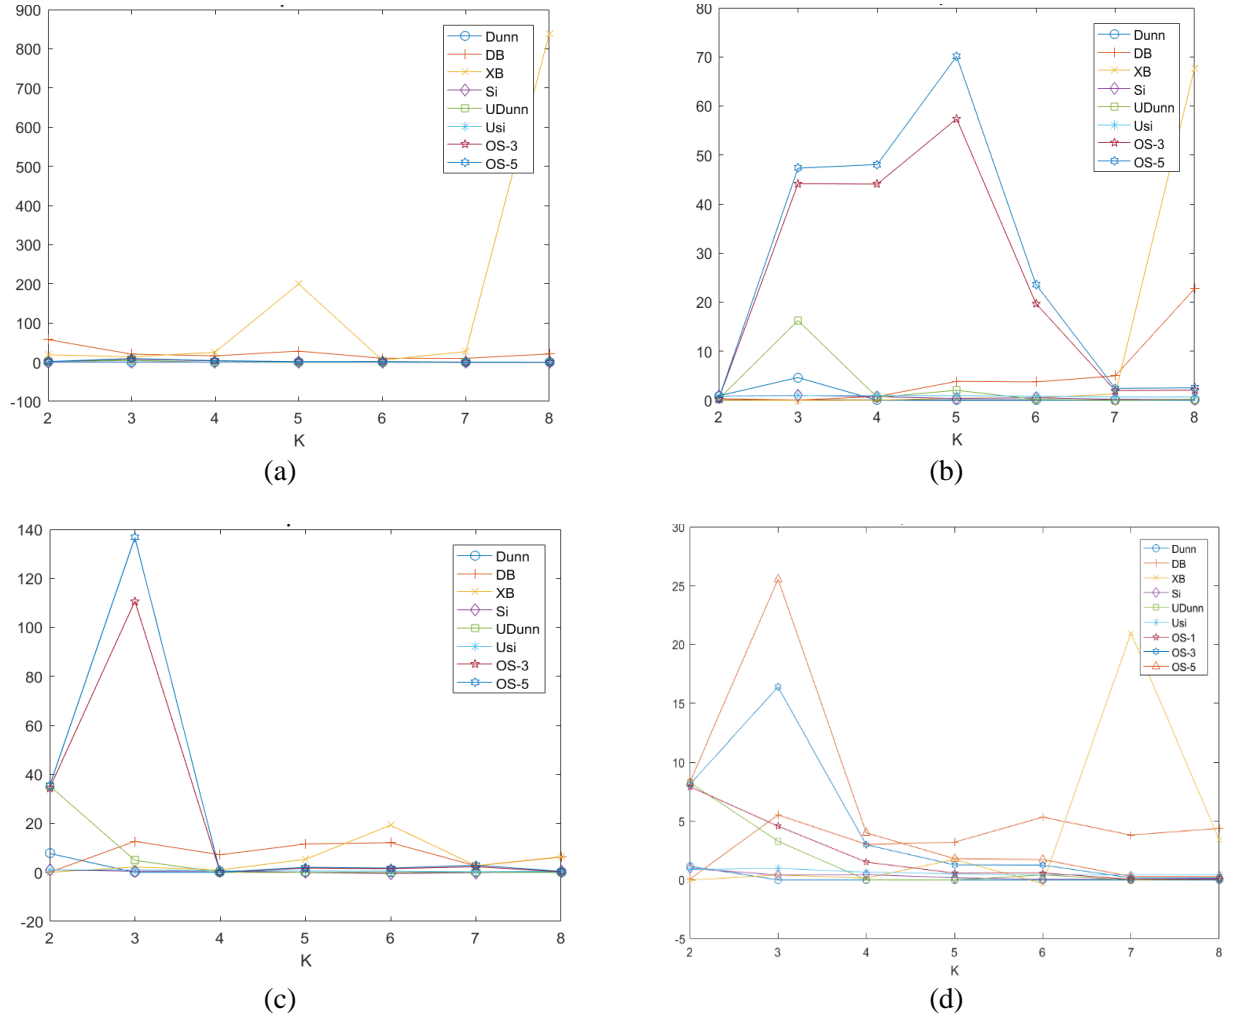 900
800
700
600
500
400
300
200
100
0
-100
2 3 4 5 6 7 8
K
Dunn
DB
XB
Si
UDunn
Usi
OS-3
OS-5
(a)
80
70
60
50
40
30
20
10
0
2 3 4 5 6 7 8
K
Dunn
DB
XB
Si
UDunn
Usi
OS-3
OS-5
(b)
140
120
100
80
60
40
20
0
-20
2 3 4 5 6 7 8
K
Dunn
DB
XB
Si
UDunn
Usi
OS-3
OS-5
(c)
30
25
20
15
10
5
0
-5
2 3 4 5 6 7 8
K
Dunn
DB
XB
Si
UDunn
Usi
OS-1
OS-3
OS-5
(d)